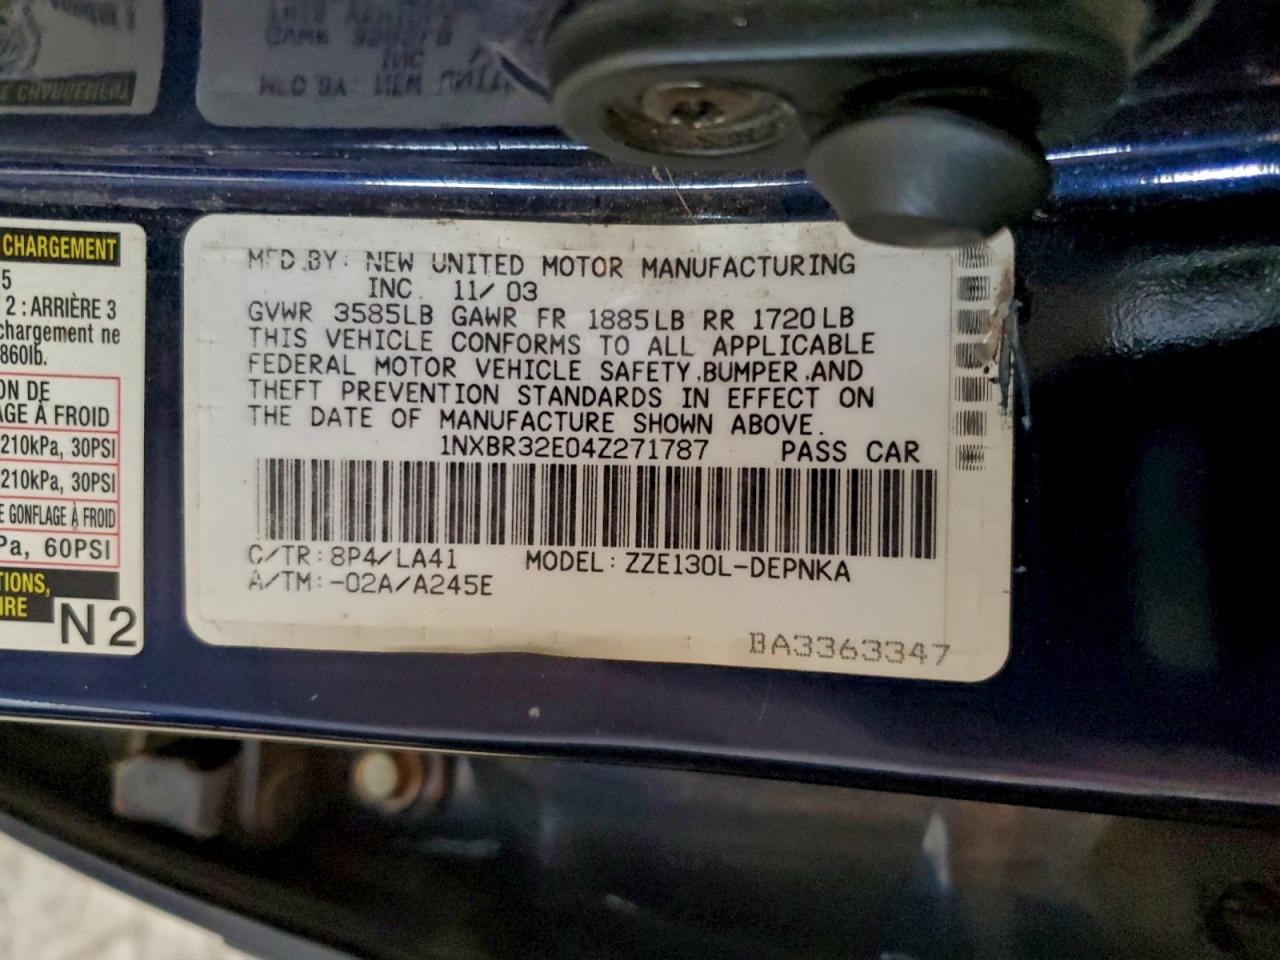 CHARGEMENT
5
2 : ARRIÈRE 3
chargement ne
860lb.
ON DE
AGE À FROID
210kPa, 30PSI
210kPa, 30PSI
E GONFLAGE À FROID
Pa, 60PSI
TIONS,
IRE
N2
MFD.BY: NEW UNITED MOTOR MANUFACTURING
INC. 11/03
GVWR 3585LB GAWR FR 1885LB RR 1720LB
THIS VEHICLE CONFORMS TO ALL APPLICABLE
FEDERAL MOTOR VEHICLE SAFETY,BUMPER,AND
THEFT PREVENTION STANDARDS IN EFFECT ON
THE DATE OF MANUFACTURE SHOWN ABOVE.
1NXBR32E04Z271787 PASS CAR
C/TR:8P4/LA41 MODEL:ZZE130L-DEPNKA
A/TM:-02A/A245E
BA3363347